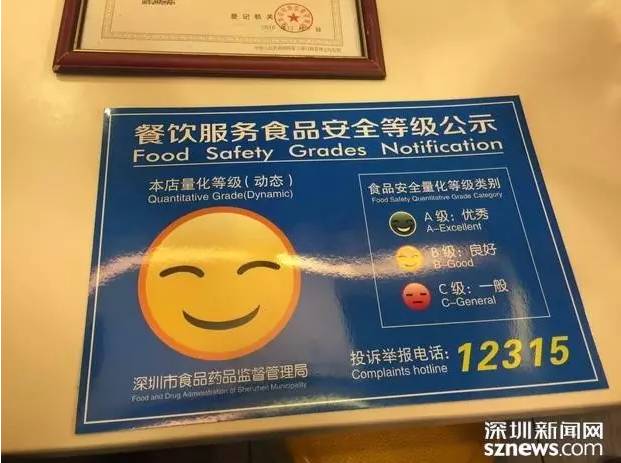 登记机关
餐饮服务食品安全等级公示
Food Safety Grades Notification
本店量化等级(动态)
Quantitative Grade(Dynamic)
食品安全量化等级类别
Food Safety Quantitative Grade Category
A 级:优秀
A-Excellent
B 级:良好
B-Good
C 级:一般
C-General
深圳市食品药品监督管理局
Food and Drug Administration of Shenzhen Municipality
投诉举报电话:
Complaints hotline
12315
深圳新闻网
sznews.com